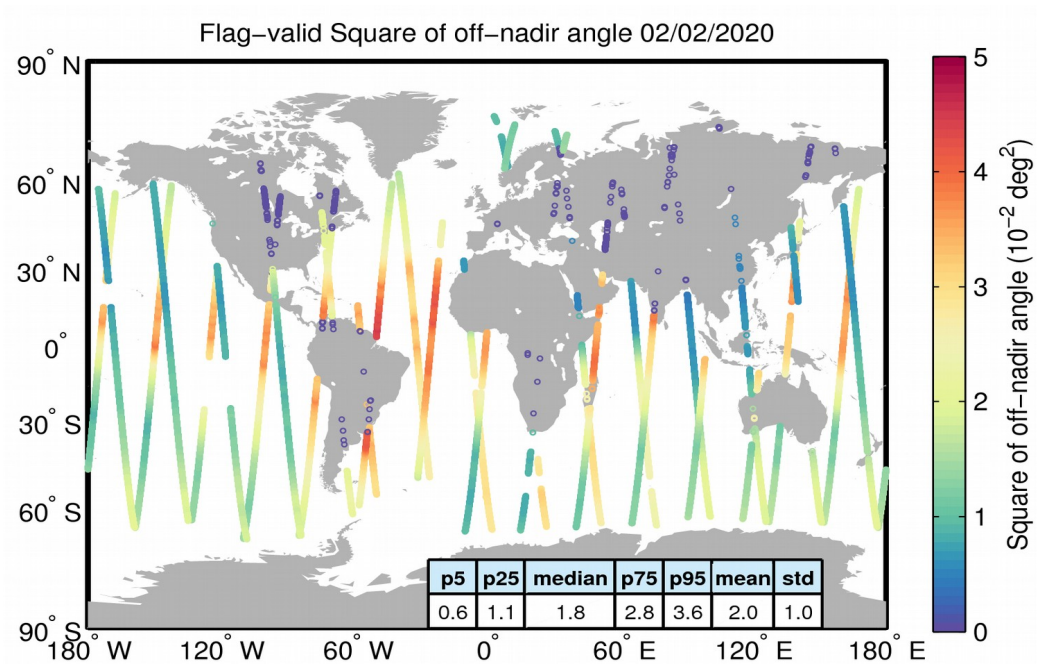 Flag−valid Square of off−nadir angle 02/02/2020
90° N
60° N
30° N
0°
30° S
60° S
90° S
180° W
120° W
60° W
0°
60° E
120° E
180° E
p5 p25 median p75 p95 mean std
0.6 1.1 1.8 2.8 3.6 2.0 1.0
5
4
3
2
1
0
Square of off−nadir angle (10⁻² deg²)